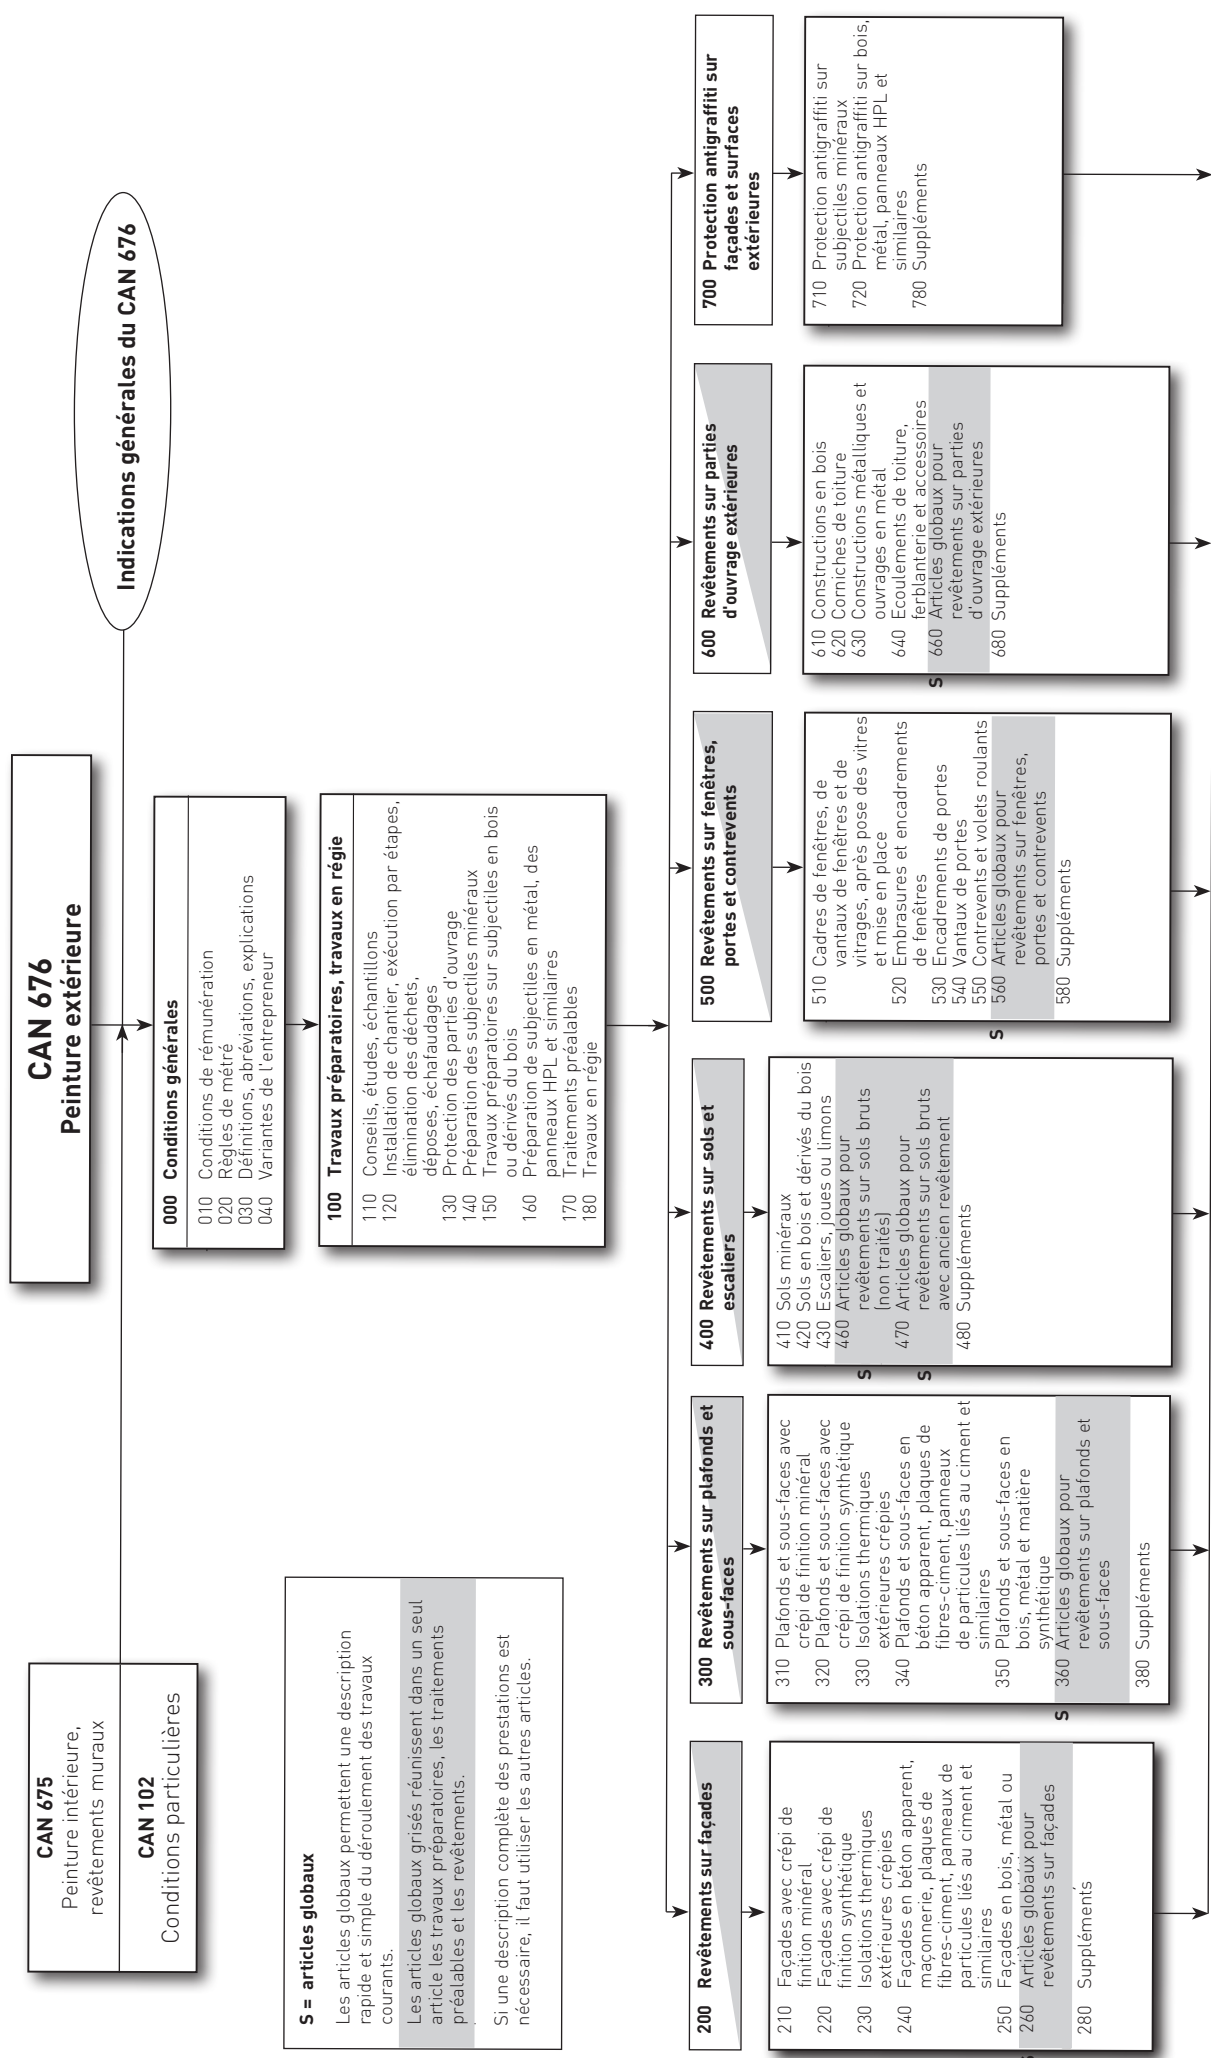 CAN 676
Peinture extérieure
Indications générales du CAN 676
CAN 675
Peinture intérieure,
revêtements muraux
CAN 102
Conditions particulières
000 Conditions générales
010 Conditions de rémunération
020 Règles de métré
030 Définitions, abréviations, explications
040 Variantes de l'entrepreneur
100 Travaux préparatoires, travaux en régie
110 Conseils, études, échantillons
120 Installation de chantier, exécution par étapes,
élimination des déchets,
déposes, échafaudages
130 Protection des parties d'ouvrage
140 Préparation des subjectiles minéraux
150 Travaux préparatoires sur subjectiles en bois
ou dérivés du bois
160 Préparation de subjectiles en métal, des
panneaux HPL et similaires
170 Traitements préalables
180 Travaux en régie
S = articles globaux
Les articles globaux permettent une description
rapide et simple du déroulement des travaux
courants.
Les articles globaux grisés réunissent dans un seul
article les travaux préparatoires, les traitements
préalables et les revêtements.
Si une description complète des prestations est
nécessaire, il faut utiliser les autres articles.
200 Revêtements sur façades
210 Façades avec crépi de
finition minéral
220 Façades avec crépi de
finition synthétique
230 Isolations thermiques
extérieures crépies
240 Façades en béton apparent,
maçonnerie, plaques de
fibres-ciment, panneaux de
particules liés au ciment et
similaires
250 Façades en bois, métal ou
S
260 Articles globaux pour
revêtements sur façades
280 Suppléments
300 Revêtements sur plafonds et
sous-faces
310 Plafonds et sous-faces avec
crépi de finition minéral
320 Plafonds et sous-faces avec
crépi de finition synthétique
330 Isolations thermiques
extérieures crépies
340 Plafonds et sous-faces en
béton apparent, plaques de
fibres-ciment, panneaux
de particules liés au ciment et
similaires
350 Plafonds et sous-faces en
bois, métal et matière
synthétique
S
360 Articles globaux pour
revêtements sur plafonds et
sous-faces
380 Suppléments
400 Revêtements sur sols et
escaliers
410 Sols minéraux
420 Sols en bois et dérivés du bois
430 Escaliers, joues ou limons
S
460 Articles globaux pour
revêtements sur sols bruts
(non traités)
S
470 Articles globaux pour
revêtements sur sols bruts
avec ancien revêtement
480 Suppléments
500 Revêtements sur fenêtres,
portes et contrevents
510 Cadres de fenêtres, de
vantaux de fenêtres et de
vitrages, après pose des vitres
et mise en place
520 Embrasures et encadrements
de fenêtres
530 Encadrements de portes
540 Vantaux de portes
550 Contrevents et volets roulants
S
560 Articles globaux pour
revêtements sur fenêtres,
portes et contrevents
580 Suppléments
600 Revêtements sur parties
d'ouvrage extérieures
610 Constructions en bois
620 Corniches de toiture
630 Constructions métalliques et
ouvrages en métal
640 Ecoulements de toiture,
ferblanterie et accessoires
S
660 Articles globaux pour
revêtements sur parties
d'ouvrage extérieures
680 Suppléments
700 Protection antigraffiti sur
façades et surfaces
extérieures
710 Protection antigraffiti sur
subjectiles minéraux
720 Protection antigraffiti sur bois,
métal, panneaux HPL et
similaires
780 Suppléments